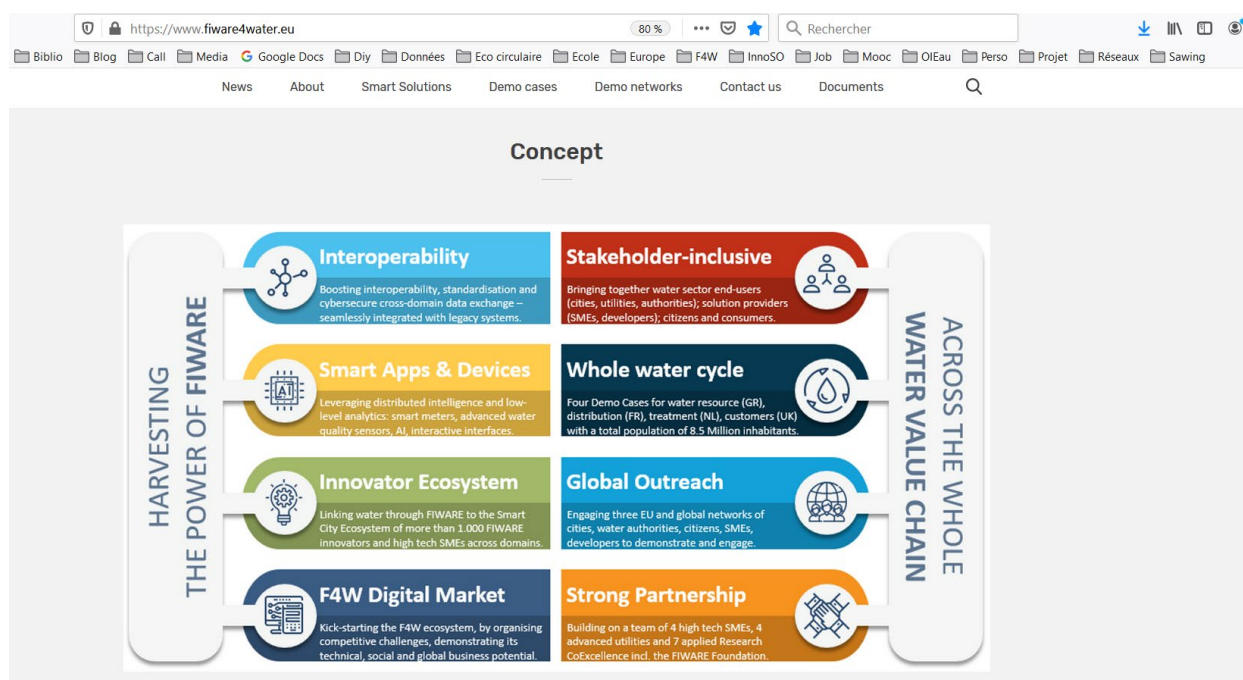 https://www.fiware4water.eu
80 %
Rechercher
Biblio Blog Call Media Google Docs Diy Données Eco circulaire Ecole Europe F4W InnoSO Job Mooc OIEau Perso Projet Réseaux Sawing
News About Smart Solutions Demo cases Demo networks Contact us Documents
Concept
HARVESTING
THE POWER OF FIWARE
Interoperability
Boosting interoperability, standardisation and
cybersecure cross-domain data exchange –
seamlessly integrated with legacy systems.
Smart Apps & Devices
AI
Leveraging distributed intelligence and low-
level analytics: smart meters, advanced water
quality sensors, AI, interactive interfaces.
Innovator Ecosystem
Linking water through FIWARE to the Smart
City Ecosystem of more than 1.000 FIWARE
innovators and high tech SMEs across domains.
F4W Digital Market
Kick-starting the F4W ecosystem, by organising
competitive challenges, demonstrating its
technical, social and global business potential.
Stakeholder-inclusive
Bringing together water sector end-users
(cities, utilities, authorities); solution providers
(SMEs, developers); citizens and consumers.
Whole water cycle
Four Demo Cases for water resource (GR),
distribution (FR), treatment (NL), customers (UK)
with a total population of 8.5 Million inhabitants.
Global Outreach
Engaging three EU and global networks of
cities, water authorities, citizens, SMEs,
developers to demonstrate and engage.
Strong Partnership
Building on a team of 4 high tech SMEs, 4
advanced utilities and 7 applied Research
CoExcellence incl. the FIWARE Foundation.
ACROSS THE WHOLE
WATER VALUE CHAIN